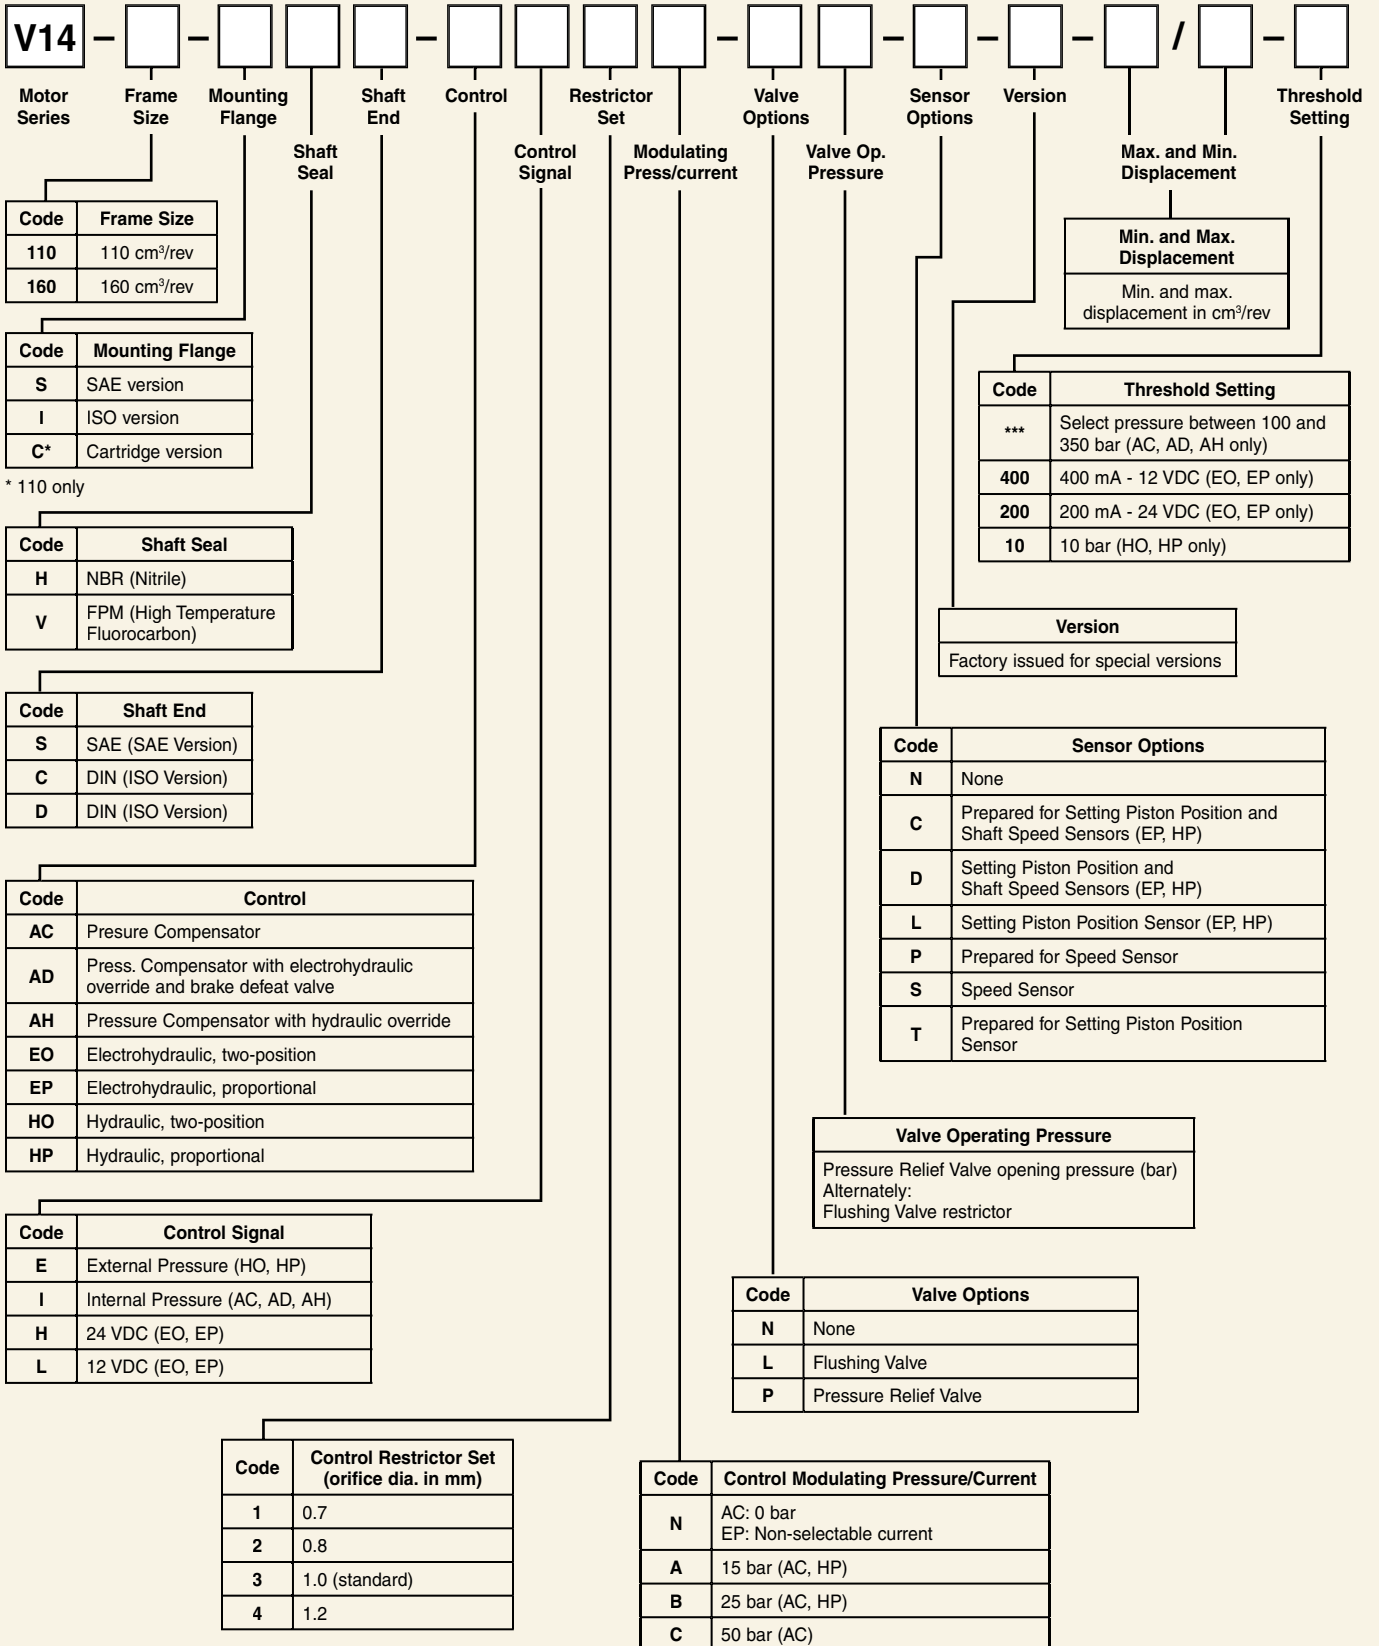 V14 – – – – – – – / –
Motor Series
Frame Size
Mounting Flange
Shaft Seal
Shaft End
Control
Control Signal
Restrictor Set
Modulating Press/current
Valve Options
Valve Op. Pressure
Sensor Options
Version
Max. and Min. Displacement
Threshold Setting
Code Frame Size
110 110 cm³/rev
160 160 cm³/rev
Code Mounting Flange
S SAE version
I ISO version
C* Cartridge version
* 110 only
Code Shaft Seal
H NBR (Nitrile)
V FPM (High Temperature
Fluorocarbon)
Code Shaft End
S SAE (SAE Version)
C DIN (ISO Version)
D DIN (ISO Version)
Code Control
AC Presure Compensator
AD Press. Compensator with electrohydraulic
override and brake defeat valve
AH Pressure Compensator with hydraulic override
EO Electrohydraulic, two-position
EP Electrohydraulic, proportional
HO Hydraulic, two-position
HP Hydraulic, proportional
Code Control Signal
E External Pressure (HO, HP)
I Internal Pressure (AC, AD, AH)
H 24 VDC (EO, EP)
L 12 VDC (EO, EP)
Code Control Restrictor Set
(orifice dia. in mm)
1 0.7
2 0.8
3 1.0 (standard)
4 1.2
Code Control Modulating Pressure/Current
N AC: 0 bar
EP: Non-selectable current
A 15 bar (AC, HP)
B 25 bar (AC, HP)
C 50 bar (AC)
Code Valve Options
N None
L Flushing Valve
P Pressure Relief Valve
Valve Operating Pressure
Pressure Relief Valve opening pressure (bar)
Alternately:
Flushing Valve restrictor
Code Sensor Options
N None
C Prepared for Setting Piston Position and
Shaft Speed Sensors (EP, HP)
D Setting Piston Position and
Shaft Speed Sensors (EP, HP)
L Setting Piston Position Sensor (EP, HP)
P Prepared for Speed Sensor
S Speed Sensor
T Prepared for Setting Piston Position
Sensor
Version
Factory issued for special versions
Min. and Max.
Displacement
Min. and max.
displacement in cm³/rev
Code Threshold Setting
*** Select pressure between 100 and
350 bar (AC, AD, AH only)
400 400 mA - 12 VDC (EO, EP only)
200 200 mA - 24 VDC (EO, EP only)
10 10 bar (HO, HP only)